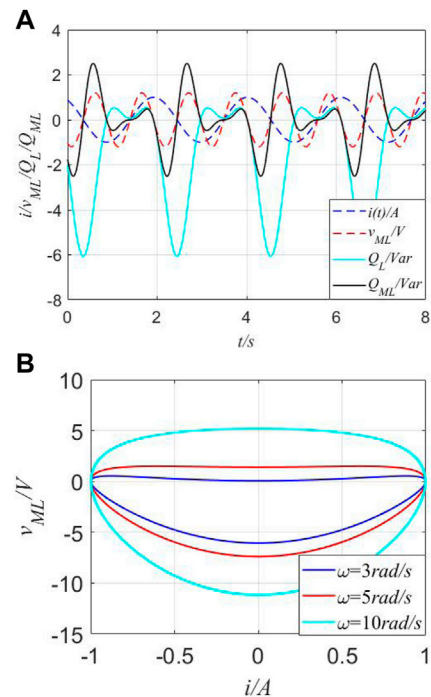 A
i/v_ML/Q_L/Q_ML
4
2
0
-2
-4
-6
-8
i(t)/A
v_ML/V
Q_L/Var
Q_ML/Var
0 2 4 6 8
t/s
B
v_ML/V
10
5
0
-5
-10
-15
ω=3rad/s
ω=5rad/s
ω=10rad/s
-1 -0.5 0 0.5 1
i/A